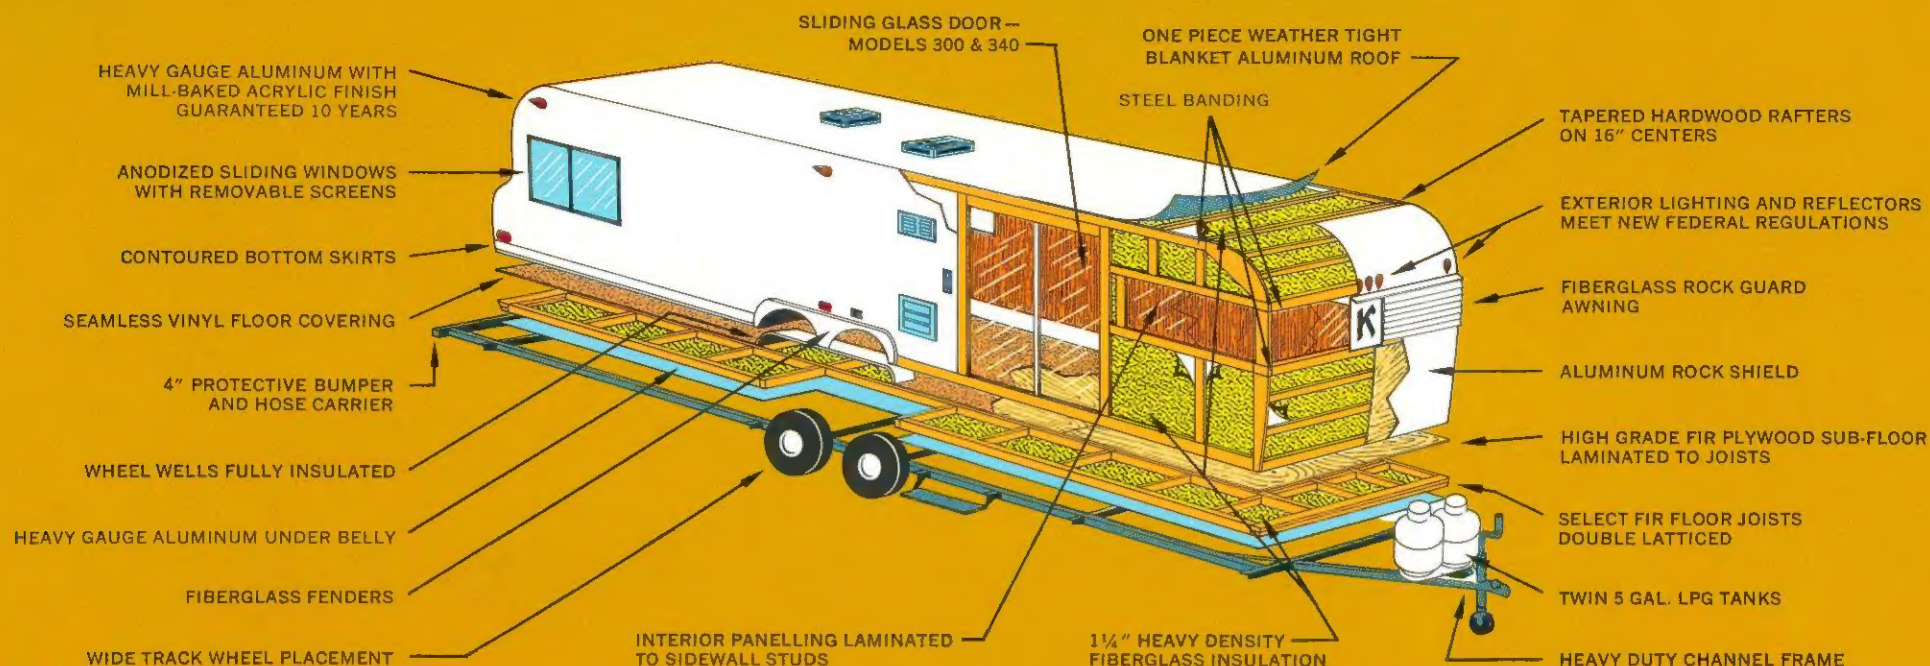 SLIDING GLASS DOOR —
MODELS 300 & 340
ONE PIECE WEATHER TIGHT
BLANKET ALUMINUM ROOF
STEEL BANDING
HEAVY GAUGE ALUMINUM WITH
MILL-BAKED ACRYLIC FINISH
GUARANTEED 10 YEARS
ANODIZED SLIDING WINDOWS
WITH REMOVABLE SCREENS
CONTOURED BOTTOM SKIRTS
SEAMLESS VINYL FLOOR COVERING
4" PROTECTIVE BUMPER
AND HOSE CARRIER
WHEEL WELLS FULLY INSULATED
HEAVY GAUGE ALUMINUM UNDER BELLY
FIBERGLASS FENDERS
WIDE TRACK WHEEL PLACEMENT
INTERIOR PANELLING LAMINATED
TO SIDEWALL STUDS
1¼" HEAVY DENSITY
FIBERGLASS INSULATION
TAPERED HARDWOOD RAFTERS
ON 16" CENTERS
EXTERIOR LIGHTING AND REFLECTORS
MEET NEW FEDERAL REGULATIONS
FIBERGLASS ROCK GUARD
AWNING
K
ALUMINUM ROCK SHIELD
HIGH GRADE FIR PLYWOOD SUB-FLOOR
LAMINATED TO JOISTS
SELECT FIR FLOOR JOISTS
DOUBLE LATTICED
TWIN 5 GAL. LPG TANKS
HEAVY DUTY CHANNEL FRAME